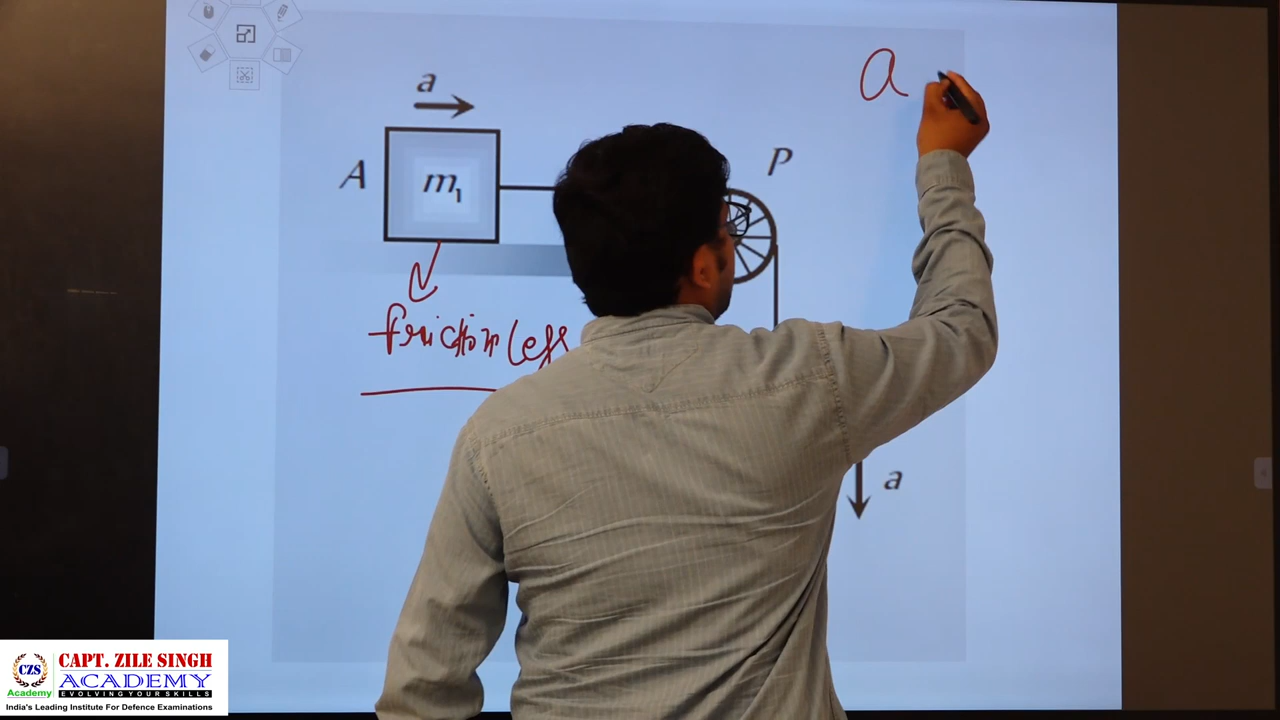 a
a
A
m₁
P
frictionless
a
CZS
Academy
CAPT. ZILE SINGH
ACADEMY
EVOLVING YOUR SKILLS
India's Leading Institute For Defence Examinations